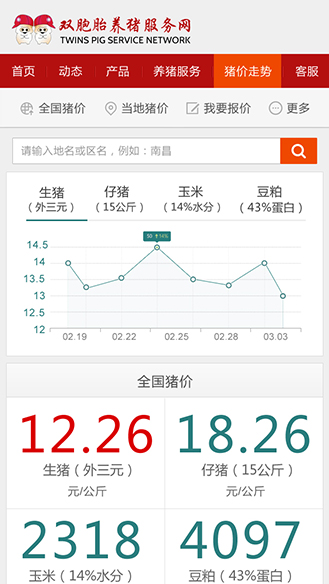 双胞胎养猪服务网
TWINS PIG SERVICE NETWORK
首页 动态 产品 养猪服务 猪价走势 客服
全国猪价 当地猪价 我要报价 更多
请输入地名或区名，例如：南昌
生猪 仔猪 玉米 豆粕
（外三元） （15公斤） （14%水分） （43%蛋白）
14.5
14
13.5
13
12.5
12
02.19 02.22 02.25 02.28 03.03
全国猪价
12.26 18.26
生猪（外三元） 仔猪（15公斤）
元/公斤 元/公斤
2318 4097
玉米（14%水分） 豆粕（43%蛋白）